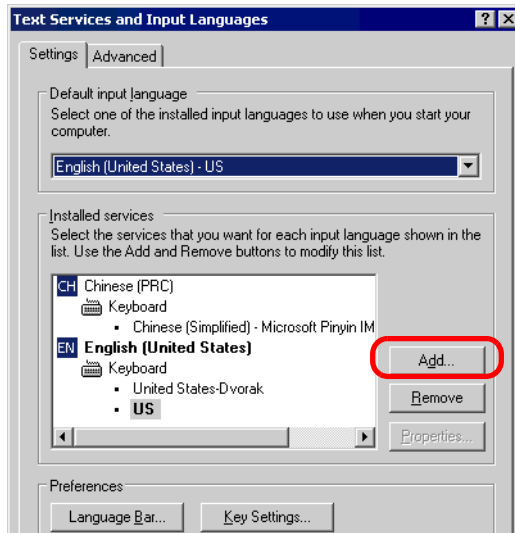 Text Services and Input Languages
Settings
Advanced
Default input language
Select one of the installed input languages to use when you start your
computer.
English (United States) - US
Installed services
Select the services that you want for each input language shown in the
list. Use the Add and Remove buttons to modify this list.
CH Chinese (PRC)
Keyboard
• Chinese (Simplified) - Microsoft Pinyin IM
EN English (United States)
Keyboard
• United States-Dvorak
• US
Add...
Remove
Properties...
Preferences
Language Bar...
Key Settings...